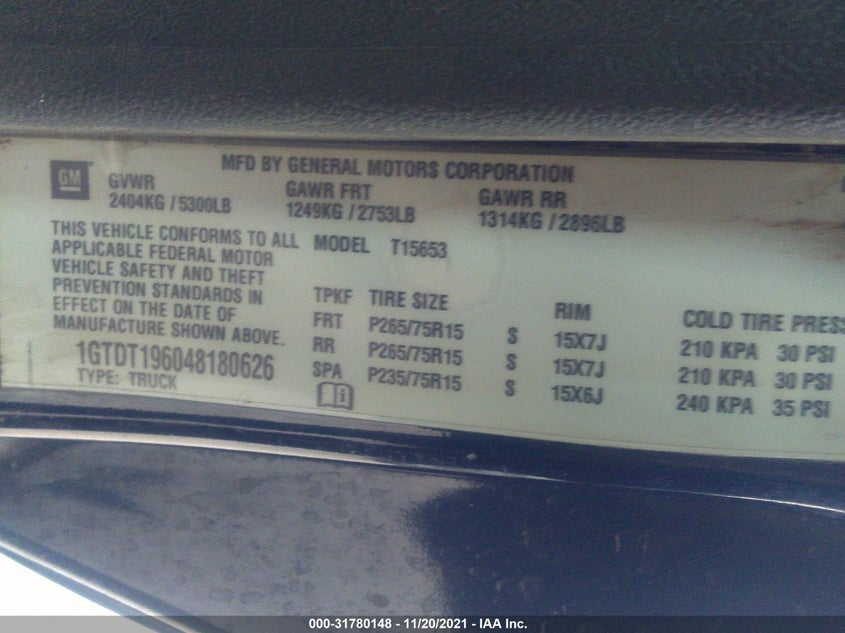 MFD BY GENERAL MOTORS CORPORATION
GM
GVWR GAWR FRT GAWR RR
2404KG / 5300LB 1249KG / 2753LB 1314KG / 2896LB
THIS VEHICLE CONFORMS TO ALL
APPLICABLE FEDERAL MOTOR
VEHICLE SAFETY AND THEFT
PREVENTION STANDARDS IN
EFFECT ON THE DATE OF
MANUFACTURE SHOWN ABOVE.
1GTDT196048180626
TYPE: TRUCK
MODEL T15653
TPKF TIRE SIZE RIM COLD TIRE PRESS
FRT P265/75R15 S 15X7J 210 KPA 30 PSI
RR P265/75R15 S 15X7J 210 KPA 30 PSI
SPA P235/75R15 S 15X6J 240 KPA 35 PSI
000-31780148 - 11/20/2021 - IAA Inc.